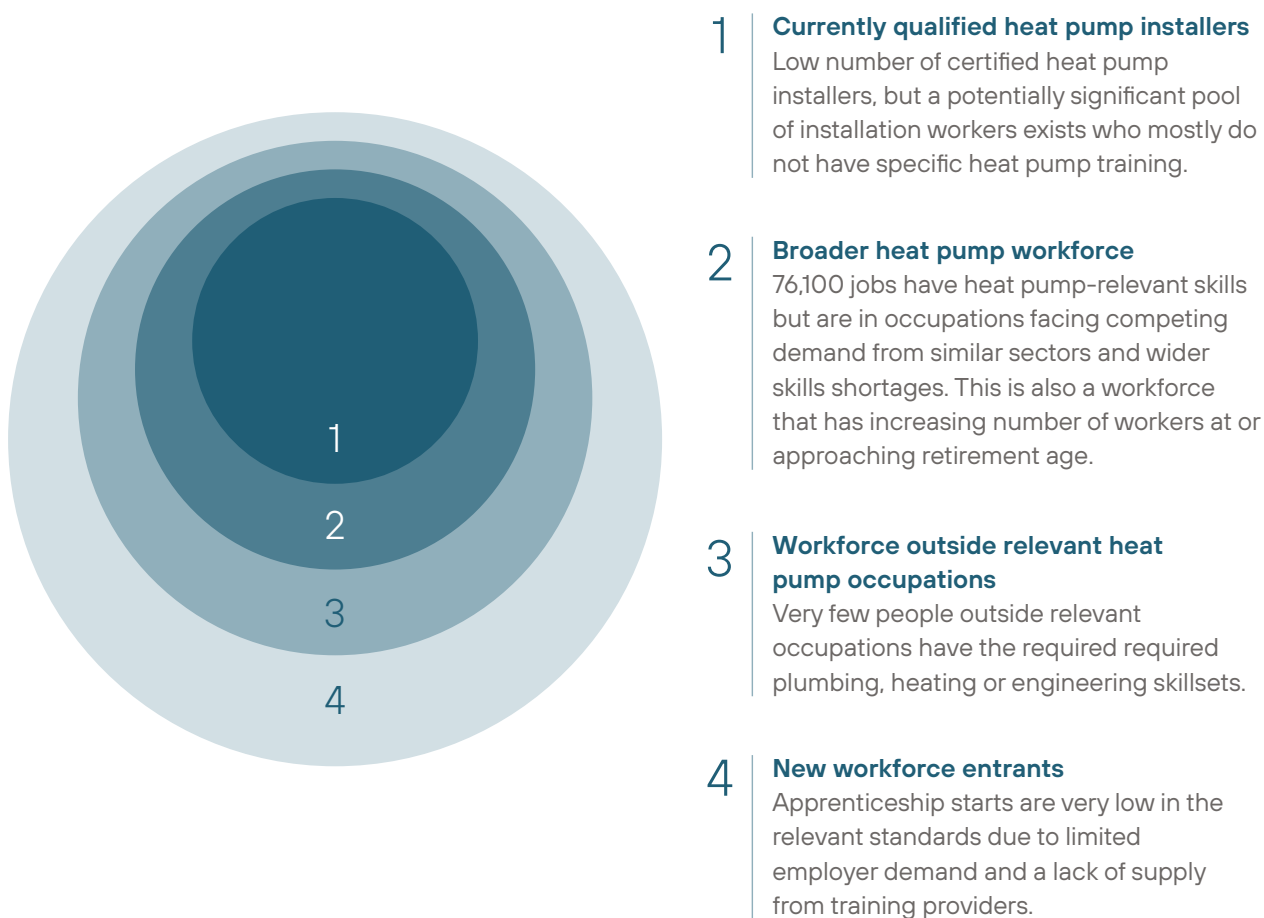 1
2
3
4
1
Currently qualified heat pump installers
Low number of certified heat pump
installers, but a potentially significant pool
of installation workers exists who mostly do
not have specific heat pump training.
2
Broader heat pump workforce
76,100 jobs have heat pump-relevant skills
but are in occupations facing competing
demand from similar sectors and wider
skills shortages. This is also a workforce
that has increasing number of workers at or
approaching retirement age.
3
Workforce outside relevant heat
pump occupations
Very few people outside relevant
occupations have the required required
plumbing, heating or engineering skillsets.
4
New workforce entrants
Apprenticeship starts are very low in the
relevant standards due to limited
employer demand and a lack of supply
from training providers.